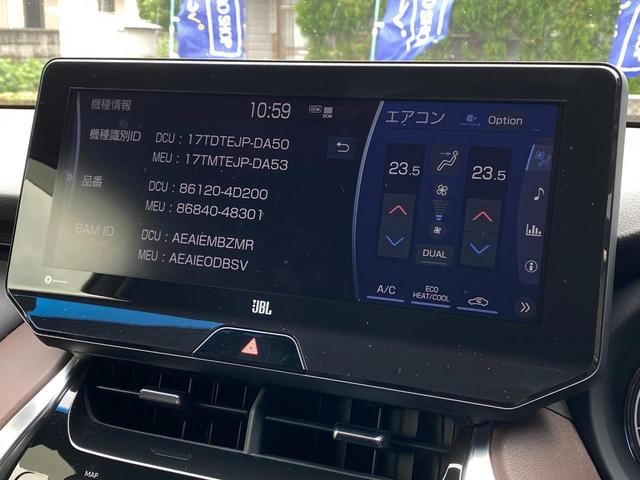 機種情報
10:59
機種識別ID
DCU : 17TDTEJP-DA50
MEU : 17TMTEJP-DA53
品番
DCU : 86120-4D200
MEU : 86840-48301
SAM ID
DCU : AEAIEMBZMR
MEU : AEAIEODBSV
エアコン
Option
23.5
23.5
DUAL
A/C
ECO
HEAT/COOL
JBL
MAP